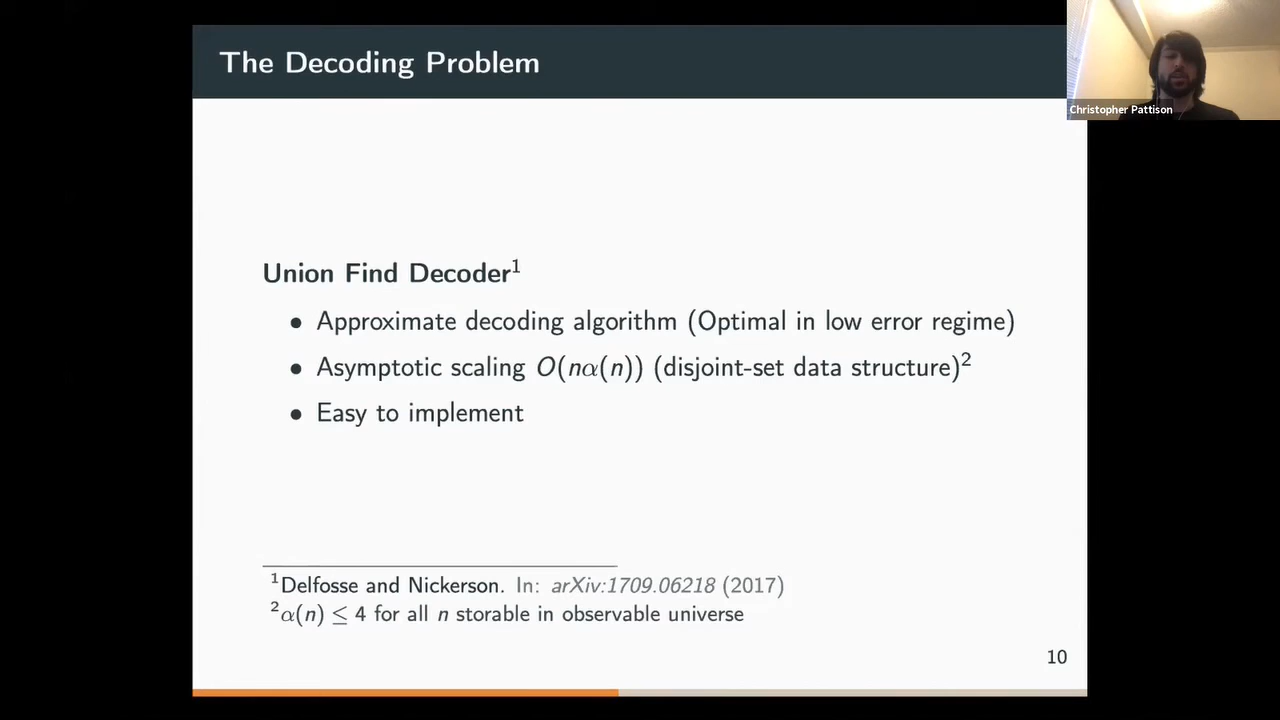 The Decoding Problem
Christopher Pattison
Union Find Decoder¹
• Approximate decoding algorithm (Optimal in low error regime)
• Asymptotic scaling O(nα(n)) (disjoint-set data structure)²
• Easy to implement
¹Delfosse and Nickerson. In: arXiv:1709.06218 (2017)
²α(n) ≤ 4 for all n storable in observable universe
10